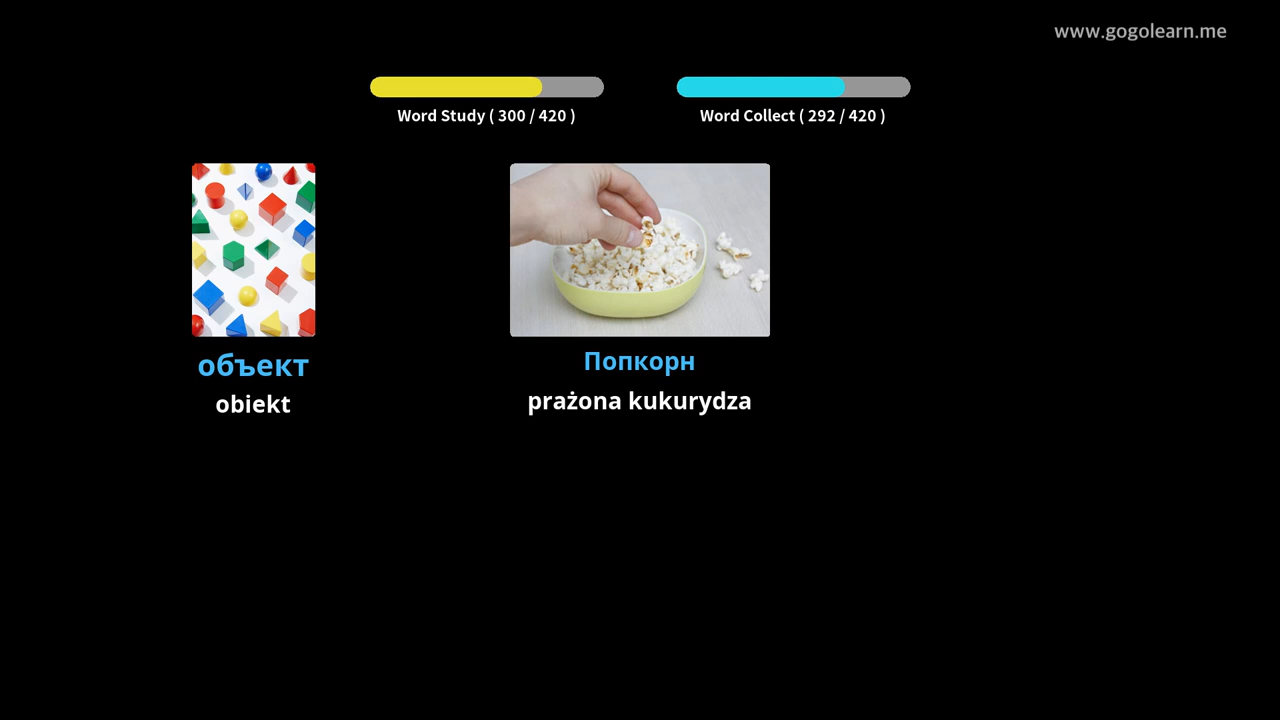 www.gogolearn.me
Word Study ( 300 / 420 )
Word Collect ( 292 / 420 )
объект
obiekt
Попкорн
prażona kukurydza